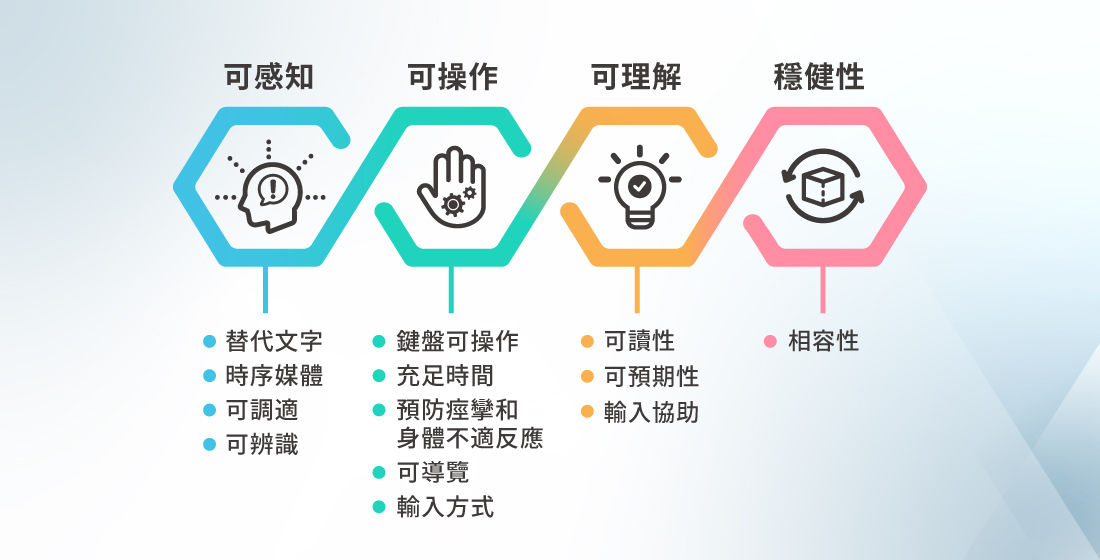 可感知
替代文字
時序媒體
可調適
可辨識
可操作
鍵盤可操作
充足時間
預防痙攣和
身體不適反應
可導覽
輸入方式
可理解
可讀性
可預期性
輸入協助
穩健性
相容性